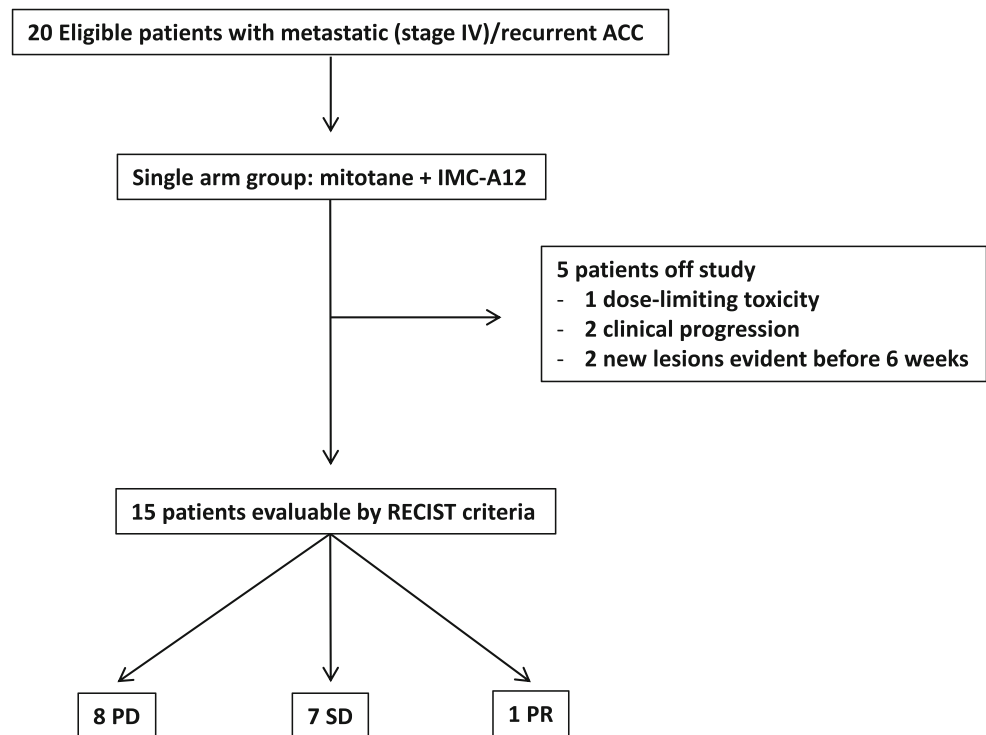 20 Eligible patients with metastatic (stage IV)/recurrent ACC
Single arm group: mitotane + IMC-A12
5 patients off study
- 1 dose-limiting toxicity
- 2 clinical progression
- 2 new lesions evident before 6 weeks
15 patients evaluable by RECIST criteria
8 PD
7 SD
1 PR